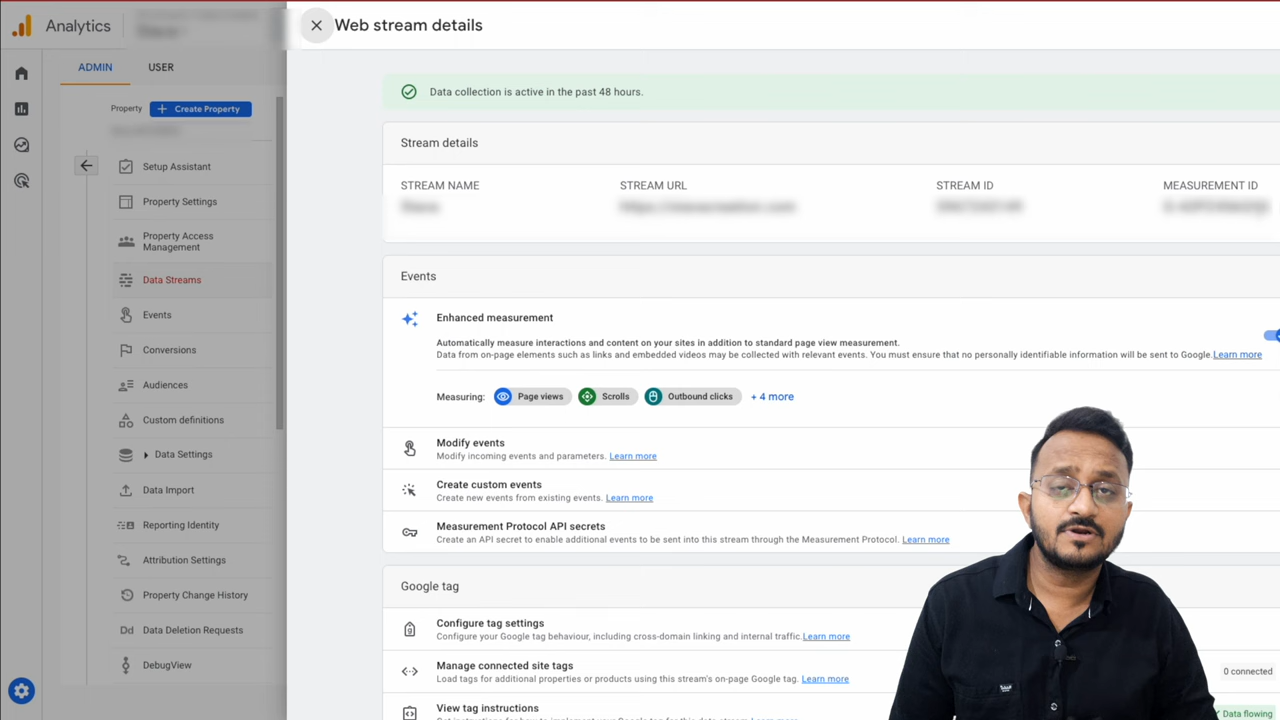 Analytics
Web stream details
ADMIN
USER
Data collection is active in the past 48 hours.
Property
Create Property
Stream details
Setup Assistant
STREAM NAME
STREAM URL
STREAM ID
MEASUREMENT ID
Property Settings
Property Access
Management
Data Streams
Events
Conversions
Audiences
Custom definitions
Data Settings
Data Import
Reporting Identity
Attribution Settings
Property Change History
Dd Data Deletion Requests
DebugView
Events
Enhanced measurement
Automatically measure interactions and content on your sites in addition to standard page view measurement.
Data from on-page elements such as links and embedded videos may be collected with relevant events. You must ensure that no personally identifiable information will be sent to Google. Learn more
Measuring: Page views Scrolls Outbound clicks + 4 more
Modify events
Modify incoming events and parameters. Learn more
Create custom events
Create new events from existing events. Learn more
Measurement Protocol API secrets
Create an API secret to enable additional events to be sent into this stream through the Measurement Protocol. Learn more
Google tag
Configure tag settings
Configure your Google tag behaviour, including cross-domain linking and internal traffic. Learn more
Manage connected site tags
Load tags for additional properties or products using this stream's on-page Google tag. Learn more
0 connected
View tag instructions
Data flowing